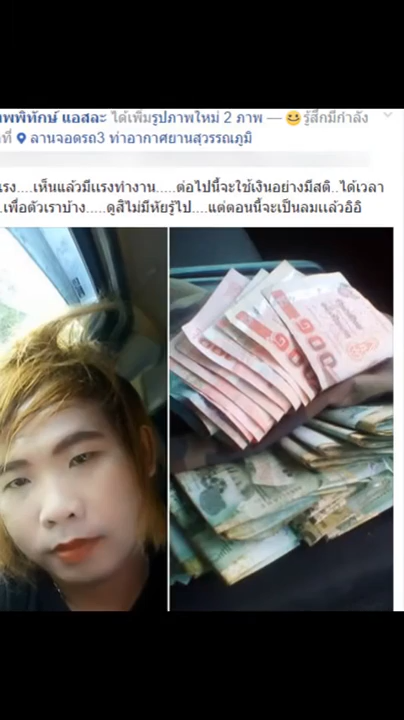 ภพพิทักษ์ แอสละ ได้เพิ่มรูปภาพใหม่ 2 ภาพ — รู้สึกมีกำลัง
ที่ ลานจอดรถ3 ท่าอากาศยานสุวรรณภูมิ
แรง....เห็นแล้วมีแรงทำงาน.....ต่อไปนี้จะใช้เงินอย่างมีสติ..ได้เวลา
.เพื่อตัวเราบ้าง.....ดูสิไม่มีหัยรู้ไป....แต่ตอนนี้จะเป็นลมแล้วอิอิ
๑๐๐